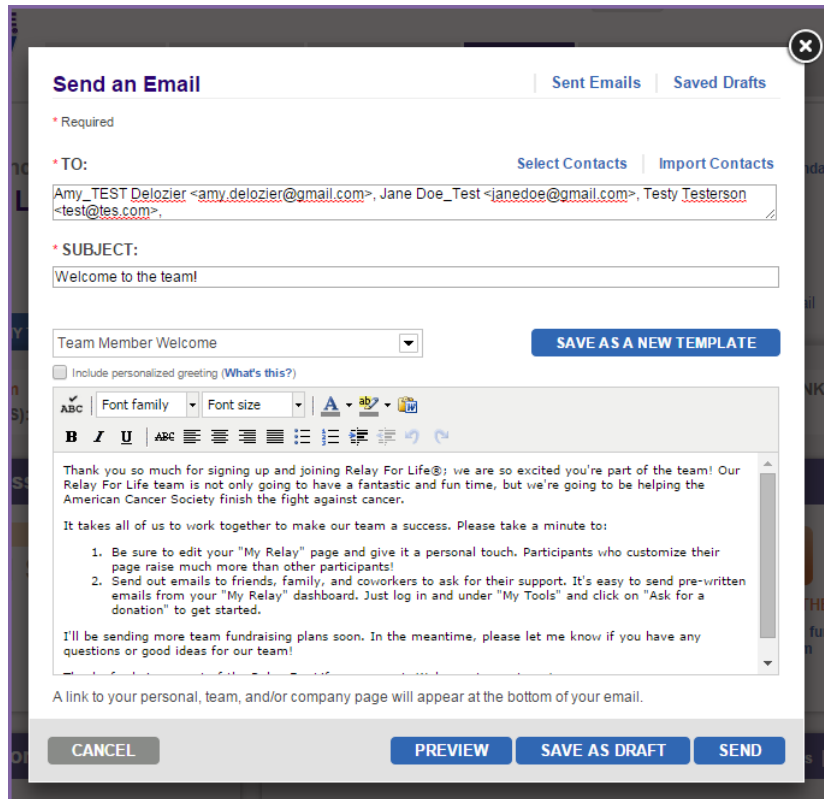 Send an Email
Sent Emails
Saved Drafts
* Required
* TO:
Select Contacts
Import Contacts
Amy_TEST Delozier <amy.delozier@gmail.com>, Jane Doe_Test <janedoe@gmail.com>, Testy Testerson
<test@tes.com>,
* SUBJECT:
Welcome to the team!
Team Member Welcome
SAVE AS A NEW TEMPLATE
Include personalized greeting (What's this?)
ABC
Font family
Font size
A
ab
B I U ABC
Thank you so much for signing up and joining Relay For Life®; we are so excited you're part of the team! Our
Relay For Life team is not only going to have a fantastic and fun time, but we're going to be helping the
American Cancer Society finish the fight against cancer.
It takes all of us to work together to make our team a success. Please take a minute to:
1. Be sure to edit your "My Relay" page and give it a personal touch. Participants who customize their
page raise much more than other participants!
2. Send out emails to friends, family, and coworkers to ask for their support. It's easy to send pre-written
emails from your "My Relay" dashboard. Just log in and under "My Tools" and click on "Ask for a
donation" to get started.
I'll be sending more team fundraising plans soon. In the meantime, please let me know if you have any
questions or good ideas for our team!
A link to your personal, team, and/or company page will appear at the bottom of your email.
CANCEL
PREVIEW
SAVE AS DRAFT
SEND